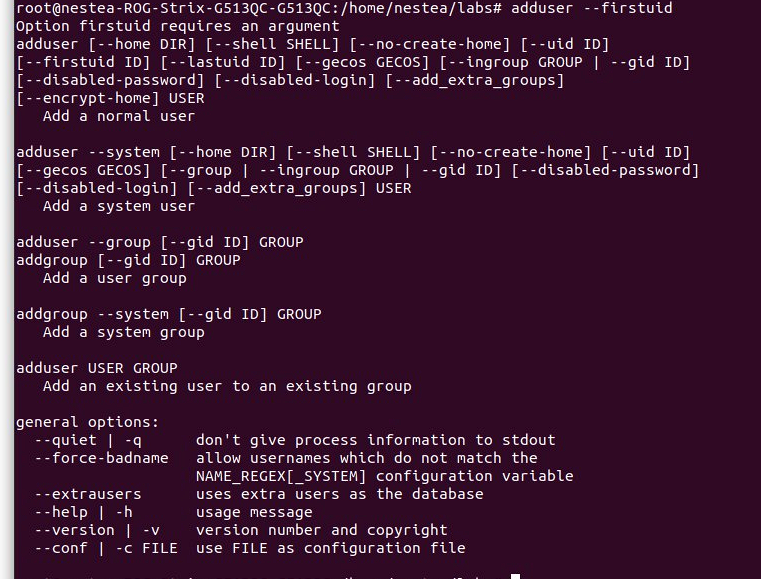 root@nestea-ROG-Strix-G513QC-G513QC:/home/nestea/labs# adduser --firstuid
Option firstuid requires an argument
adduser [--home DIR] [--shell SHELL] [--no-create-home] [--uid ID]
[--firstuid ID] [--lastuid ID] [--gecos GECOS] [--ingroup GROUP | --gid ID]
[--disabled-password] [--disabled-login] [--add_extra_groups]
[--encrypt-home] USER
   Add a normal user

adduser --system [--home DIR] [--shell SHELL] [--no-create-home] [--uid ID]
[--gecos GECOS] [--group | --ingroup GROUP | --gid ID] [--disabled-password]
[--disabled-login] [--add_extra_groups] USER
   Add a system user

adduser --group [--gid ID] GROUP
addgroup [--gid ID] GROUP
   Add a user group

addgroup --system [--gid ID] GROUP
   Add a system group

adduser USER GROUP
   Add an existing user to an existing group

general options:
  --quiet | -q      don't give process information to stdout
  --force-badname   allow usernames which do not match the
                    NAME_REGEX[_SYSTEM] configuration variable
  --extrausers      uses extra users as the database
  --help | -h       usage message
  --version | -v    version number and copyright
  --conf | -c FILE  use FILE as configuration file